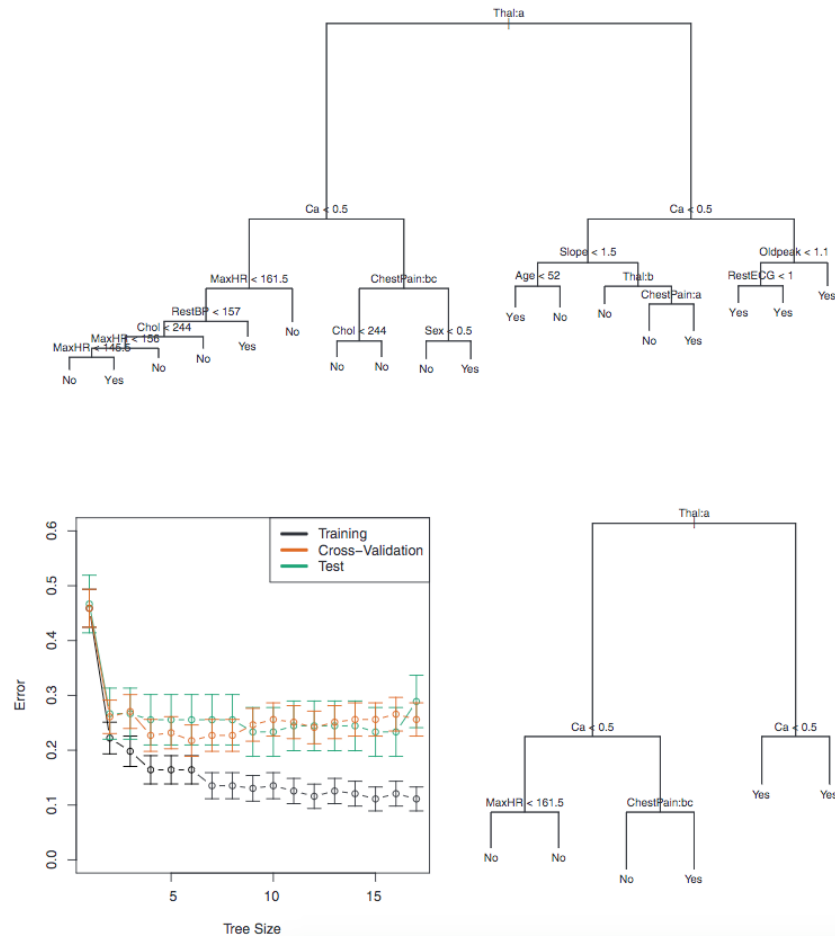 Thal:a
Ca < 0.5
Ca < 0.5
Slope < 1.5
Oldpeak < 1.1
MaxHR < 161.5
ChestPain:bc
Age < 52
Thal:b
RestECG < 1
ChestPain:a
Yes
RestBP < 157
Yes
No
No
Yes
Yes
Chol < 244
MaxHR < 156
MaxHR < 145.5
No
Chol < 244
Sex < 0.5
No
Yes
Yes
No
No
No
No
No
Yes
No
Yes
Thal:a
0.6
0.5
0.4
0.3
0.2
0.1
0.0
Error
Training
Cross-Validation
Test
5
10
15
Tree Size
Ca < 0.5
Ca < 0.5
MaxHR < 161.5
ChestPain:bc
Yes
Yes
No
No
No
Yes